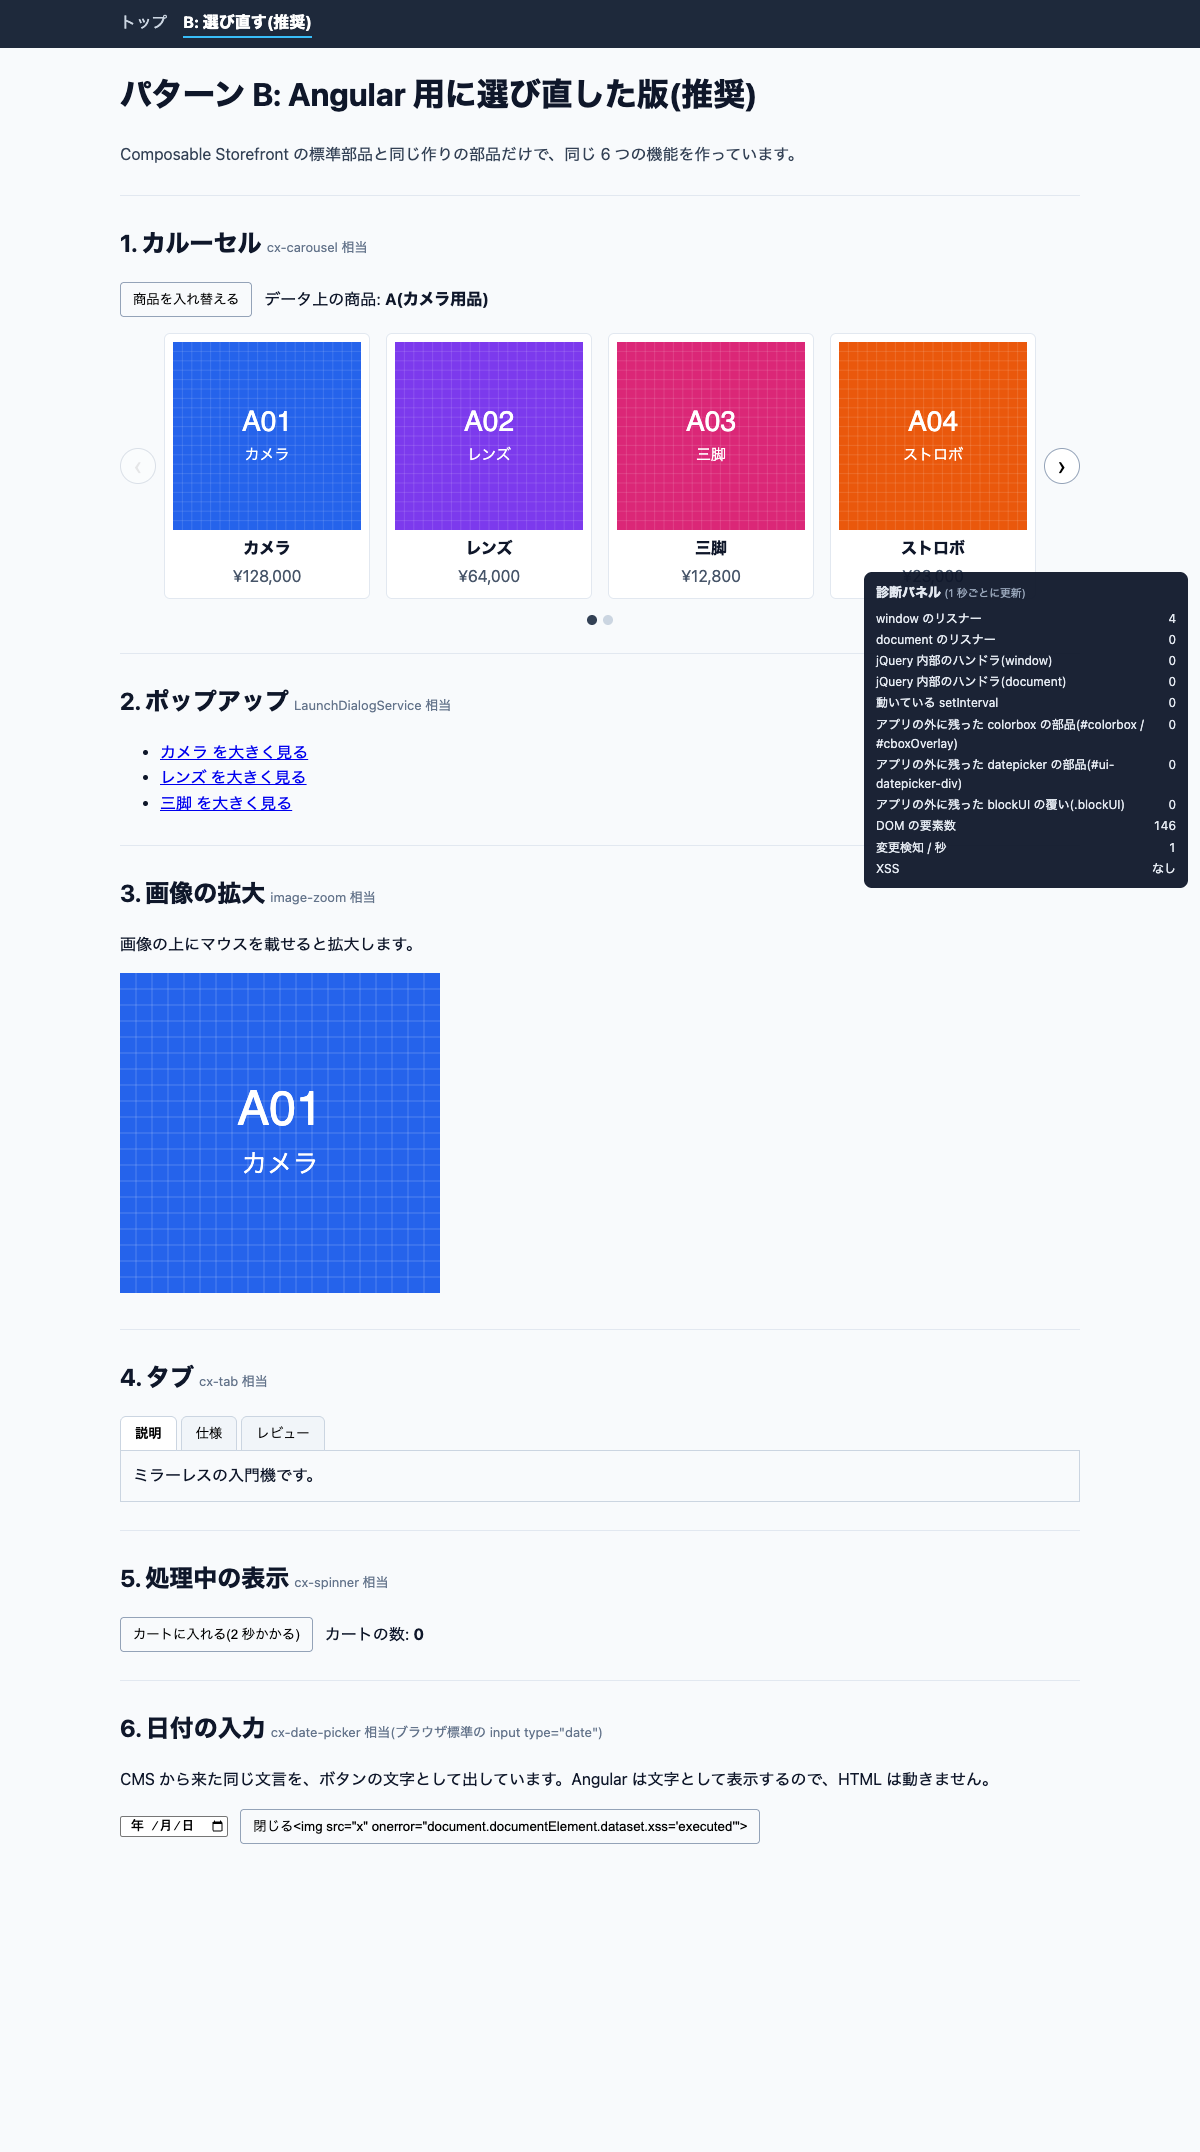 トップ B: 選び直す(推奨)
パターン B: Angular 用に選び直した版(推奨)
Composable Storefront の標準部品と同じ作りの部品だけで、同じ 6 つの機能を作っています。
1. カルーセル cx-carousel 相当
商品を入れ替える データ上の商品: A(カメラ用品)
A01
カメラ
A02
レンズ
A03
三脚
A04
ストロボ
❮
❯
カメラ
¥128,000
レンズ
¥64,000
三脚
¥12,800
ストロボ
¥23,000
診断パネル (1 秒ごとに更新)
window のリスナー 4
document のリスナー 0
jQuery 内部のハンドラ(window) 0
jQuery 内部のハンドラ(document) 0
動いている setInterval 0
アプリの外に残った colorbox の部品(#colorbox / 0
#cboxOverlay)
アプリの外に残った datepicker の部品(#ui- 0
datepicker-div)
アプリの外に残った blockUI の覆い(.blockUI) 0
DOM の要素数 146
変更検知 / 秒 1
XSS なし
2. ポップアップ LaunchDialogService 相当
カメラ を大きく見る
レンズ を大きく見る
三脚 を大きく見る
3. 画像の拡大 image-zoom 相当
画像の上にマウスを載せると拡大します。
A01
カメラ
4. タブ cx-tab 相当
説明 仕様 レビュー
ミラーレスの入門機です。
5. 処理中の表示 cx-spinner 相当
カートに入れる(2 秒かかる) カートの数: 0
6. 日付の入力 cx-date-picker 相当(ブラウザ標準の input type="date")
CMS から来た同じ文言を、ボタンの文字として出しています。Angular は文字として表示するので、HTML は動きません。
年 /月/日 閉じる<img src="x" onerror="document.documentElement.dataset.xss='executed'">